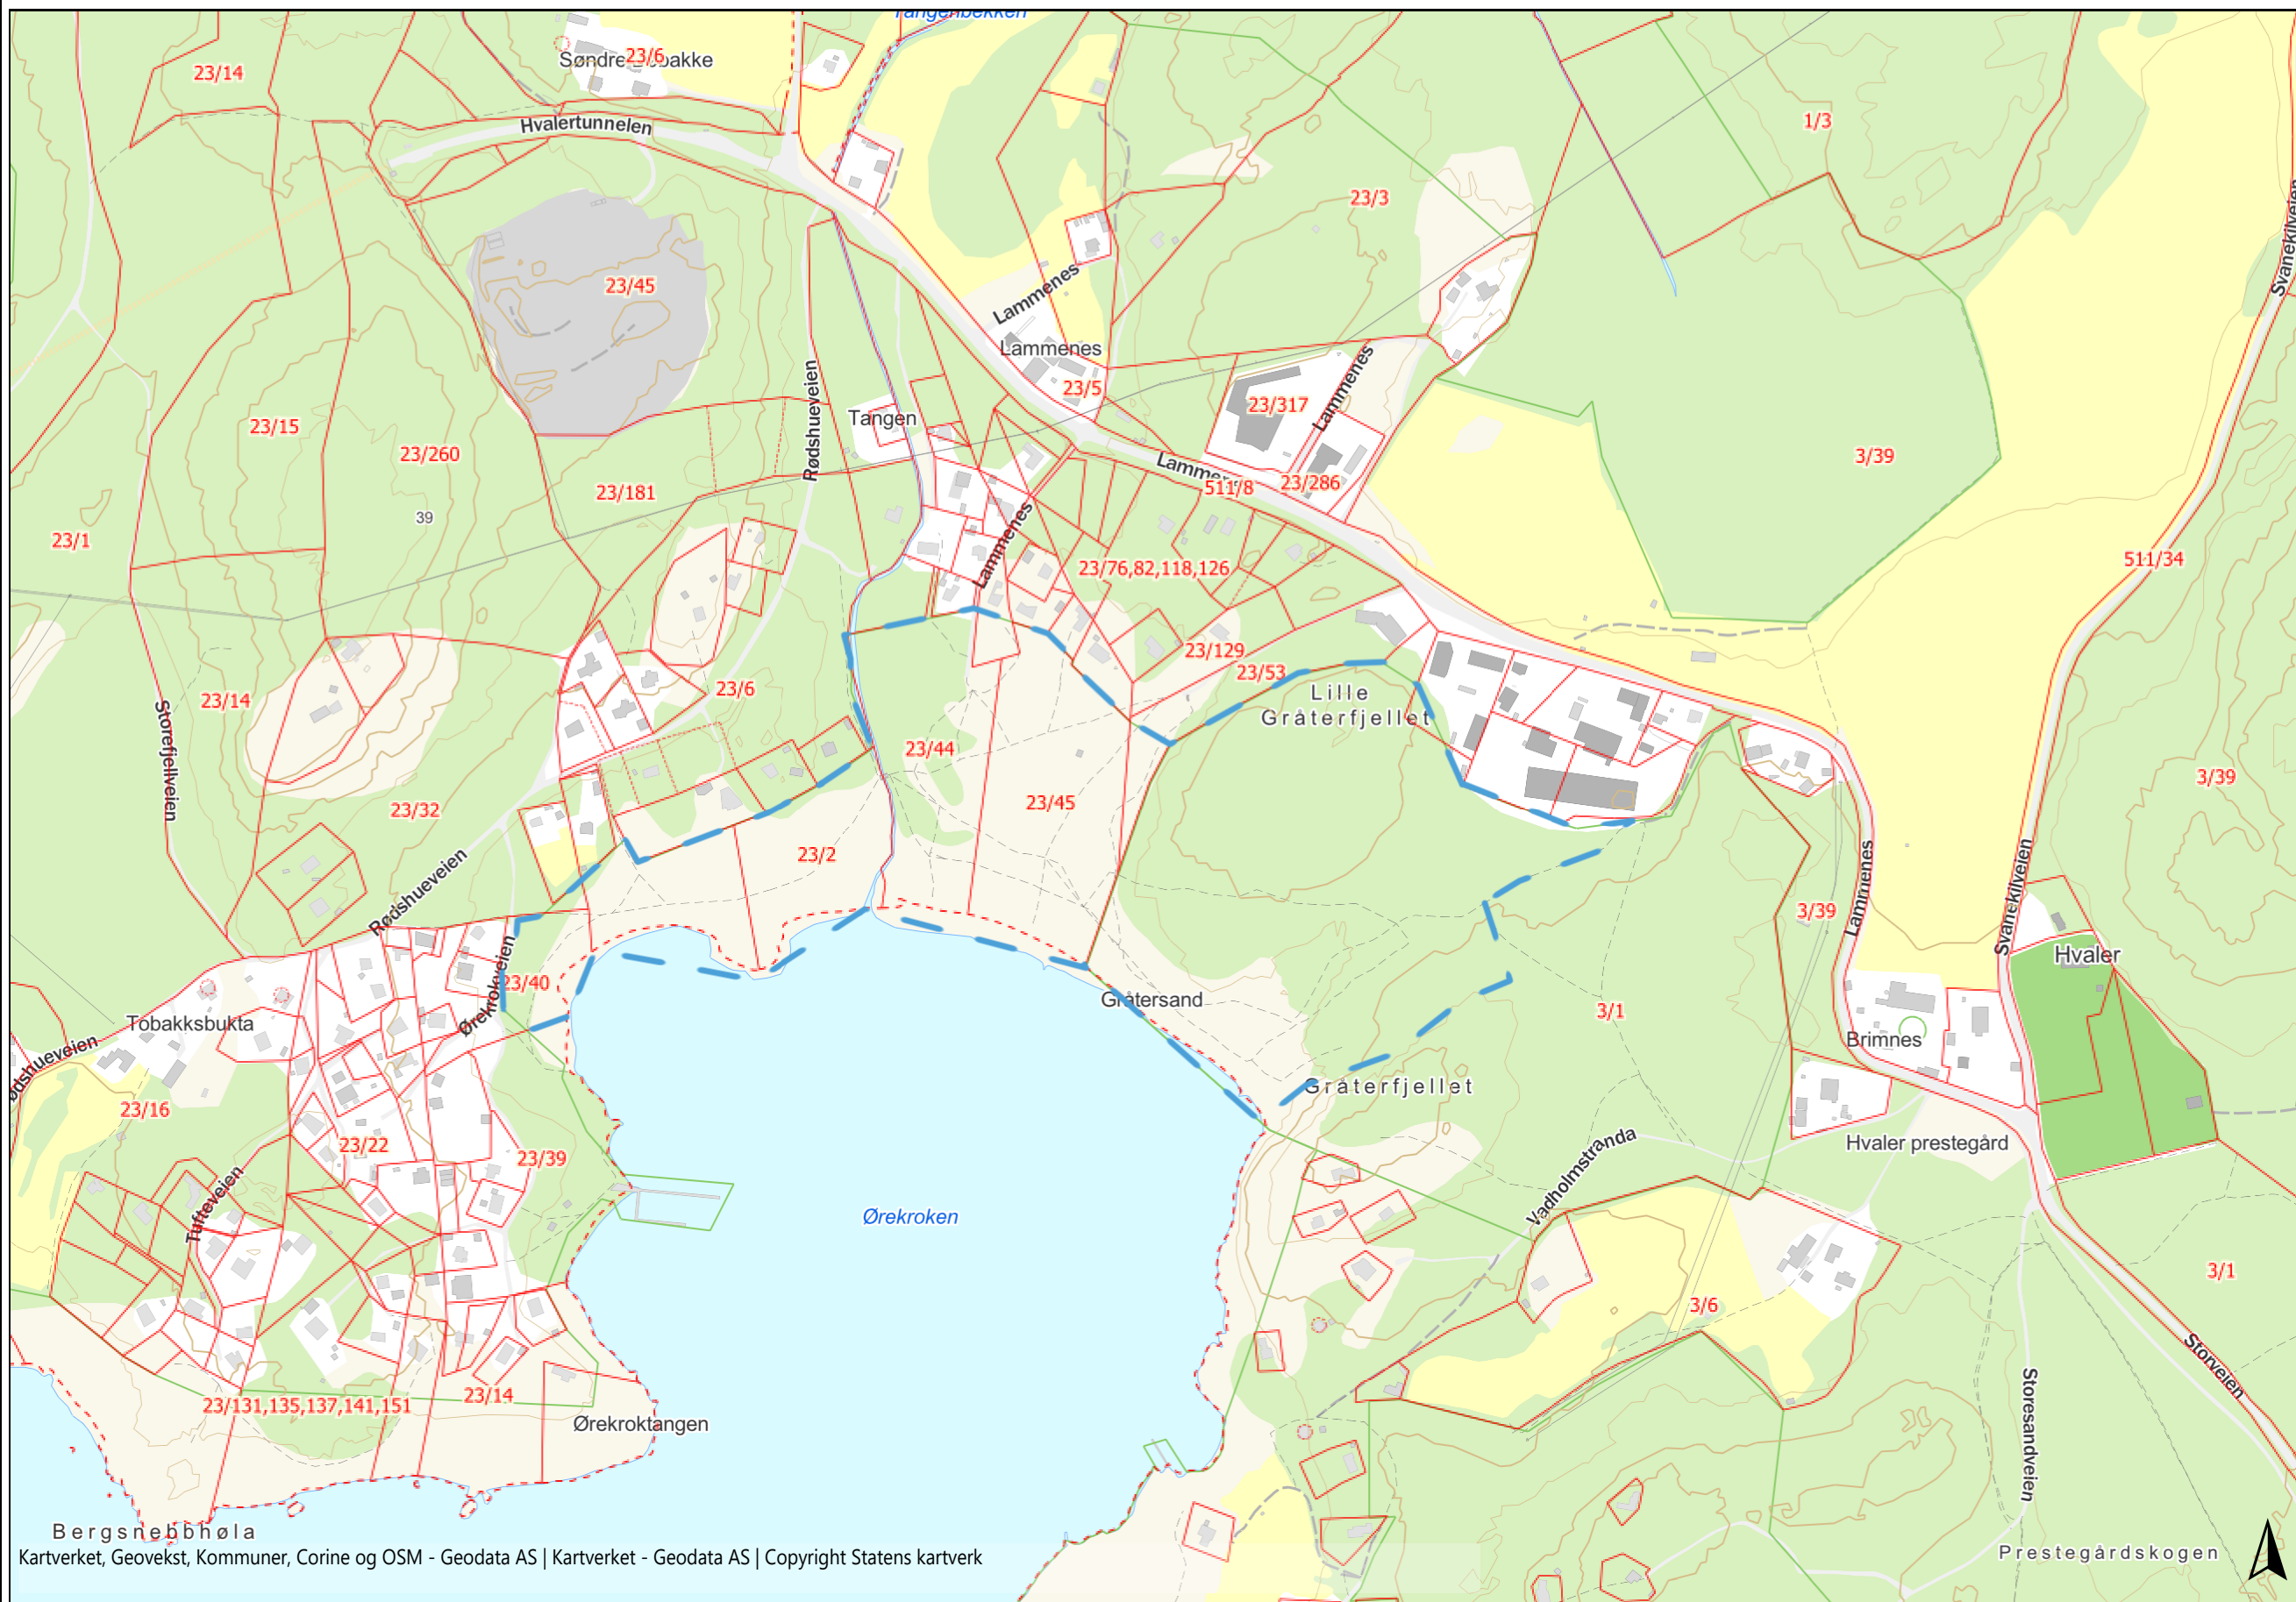 Tangenbekken
23/14
Søndre
23/6
1/3
Hvalertunnelen
23/3
Svanekilveien
23/45
Lammenes
Lammenes
23/5
Rødshueveien
Tangen
23/317
Lammenes
23/15
23/260
23/181
39
511/8
23/286
3/39
23/1
Lammenes
23/76,82,118,126
511/34
23/14
Storefjellveien
23/6
23/129
23/53
Lille
Gråterfjellet
23/44
23/45
3/39
23/32
23/2
Rødshueveien
3/39
Lammenes
Svanekilveien
Hvaler
23/40
Ørekrokveien
Gråtersand
3/1
Tobakksbukta
Brimnes
Rødshueveien
Gråterfjellet
23/16
23/22
23/39
Vadholmstranda
Hvaler prestegård
Tufteveien
Ørekroken
3/6
3/1
Storveien
Storesandveien
23/131,135,137,141,151
23/14
Ørekroktangen
Bergsnebbhøla
Prestegårdskogen
Kartverket, Geovekst, Kommuner, Corine og OSM - Geodata AS | Kartverket - Geodata AS | Copyright Statens kartverk